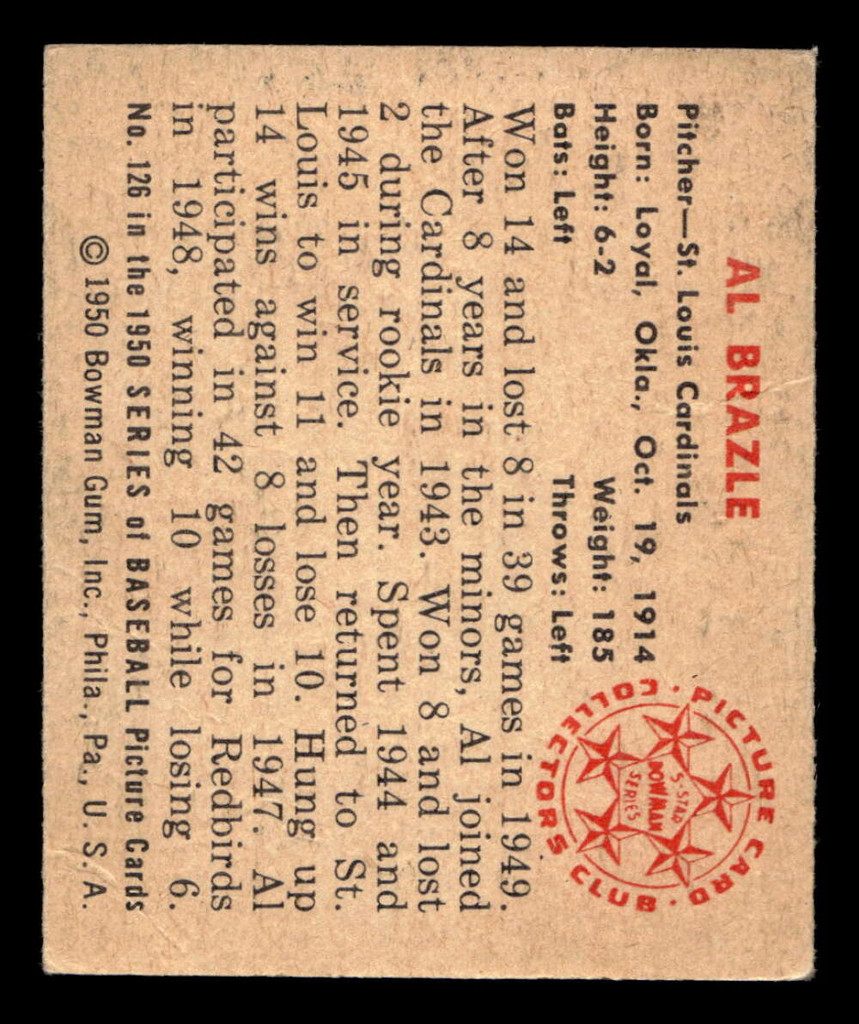 AL BRAZLE
Pitcher—St. Louis Cardinals
Born: Loyal, Okla., Oct. 19, 1914
Height: 6-2 Weight: 185
Bats: Left Throws: Left
PICTURE CARD · CLUB · COLLECTORS
5-STAR
BOWMAN
SERIES
Won 14 and lost 8 in 39 games in 1949.
After 8 years in the minors, Al joined
the Cardinals in 1943. Won 8 and lost
2 during rookie year. Spent 1944 and
1945 in service. Then returned to St.
Louis to win 11 and lose 10. Hung up
14 wins against 8 losses in 1947. Al
participated in 42 games for Redbirds
in 1948, winning 10 while losing 6.
No. 126 in the 1950 SERIES of BASEBALL Picture Cards
© 1950 Bowman Gum, Inc., Phila., Pa., U. S. A.